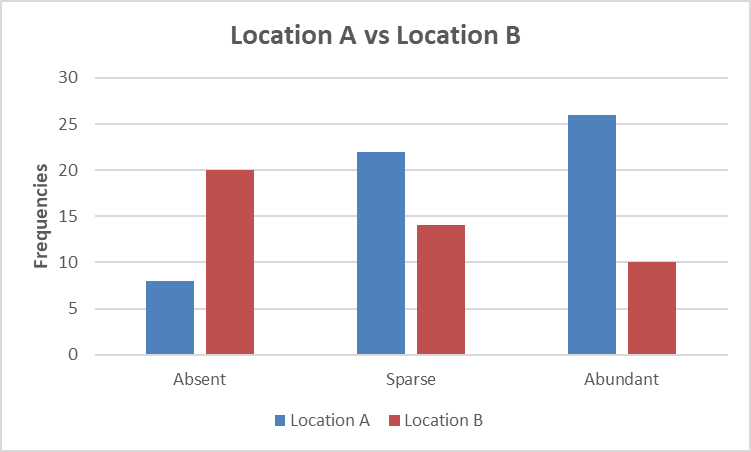 Location A vs Location B
Frequencies
30
25
20
15
10
5
0
Absent Sparse Abundant
Location A Location B